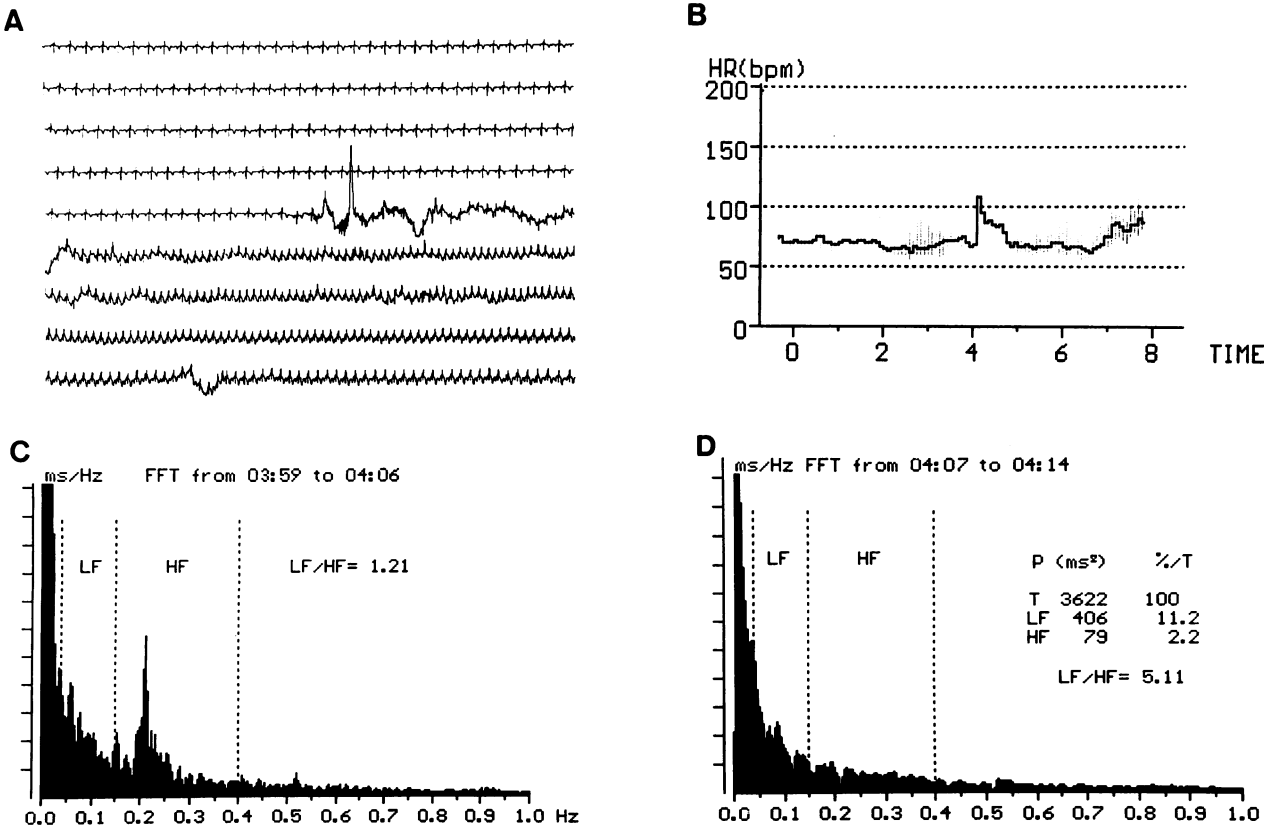 A
B
HR(bpm)
200
150
100
50
0
0 2 4 6 8 TIME
C
ms/Hz FFT from 03:59 to 04:06
LF HF LF/HF= 1.21
0.0 0.1 0.2 0.3 0.4 0.5 0.6 0.7 0.8 0.9 1.0 Hz
D
ms/Hz FFT from 04:07 to 04:14
LF HF
P (ms²) %/T
T 3622 100
LF 406 11.2
HF 79 2.2
LF/HF= 5.11
0.0 0.1 0.2 0.3 0.4 0.5 0.6 0.7 0.8 0.9 1.0 Hz